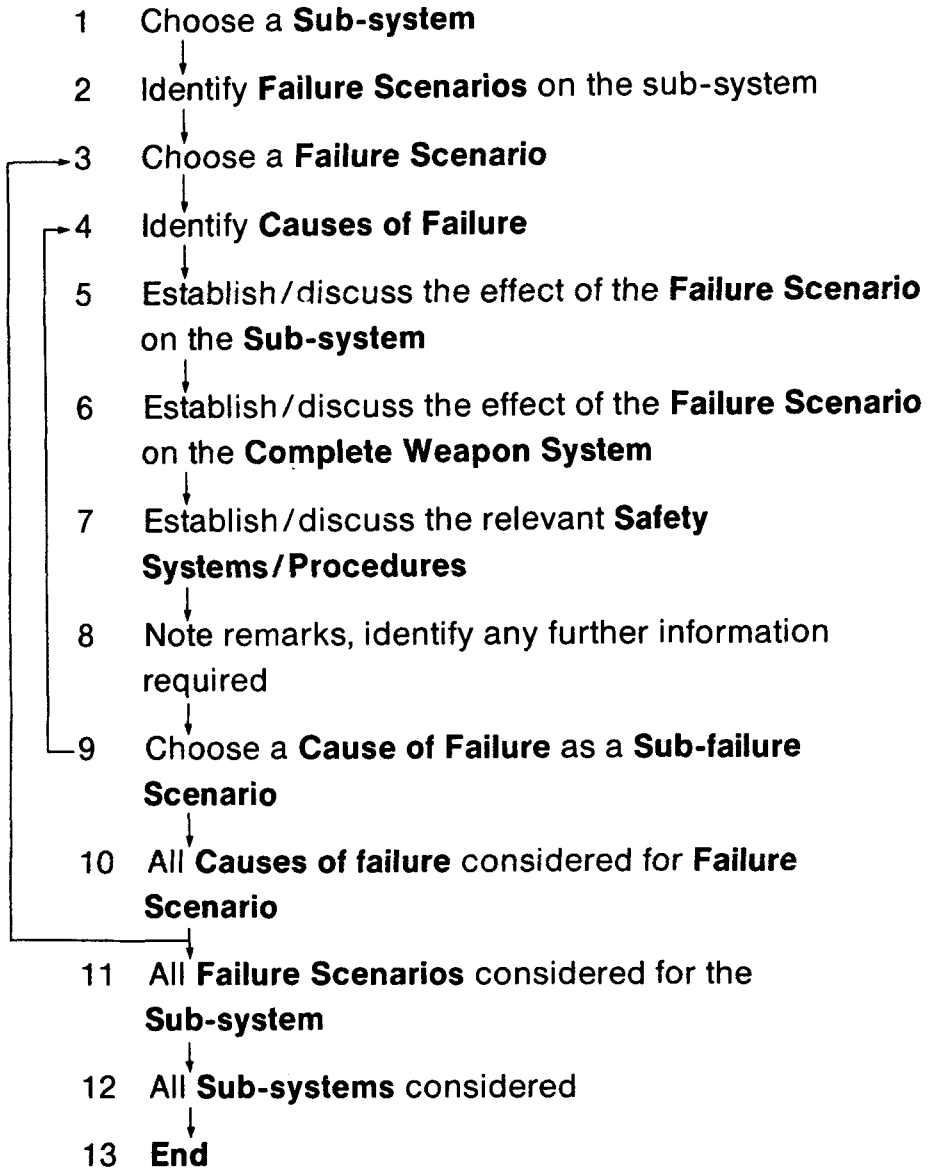 1 Choose a Sub-system
2 Identify Failure Scenarios on the sub-system
3 Choose a Failure Scenario
4 Identify Causes of Failure
5 Establish/discuss the effect of the Failure Scenario
on the Sub-system
6 Establish/discuss the effect of the Failure Scenario
on the Complete Weapon System
7 Establish/discuss the relevant Safety
Systems/Procedures
8 Note remarks, identify any further information
required
9 Choose a Cause of Failure as a Sub-failure
Scenario
10 All Causes of failure considered for Failure
Scenario
11 All Failure Scenarios considered for the
Sub-system
12 All Sub-systems considered
13 End